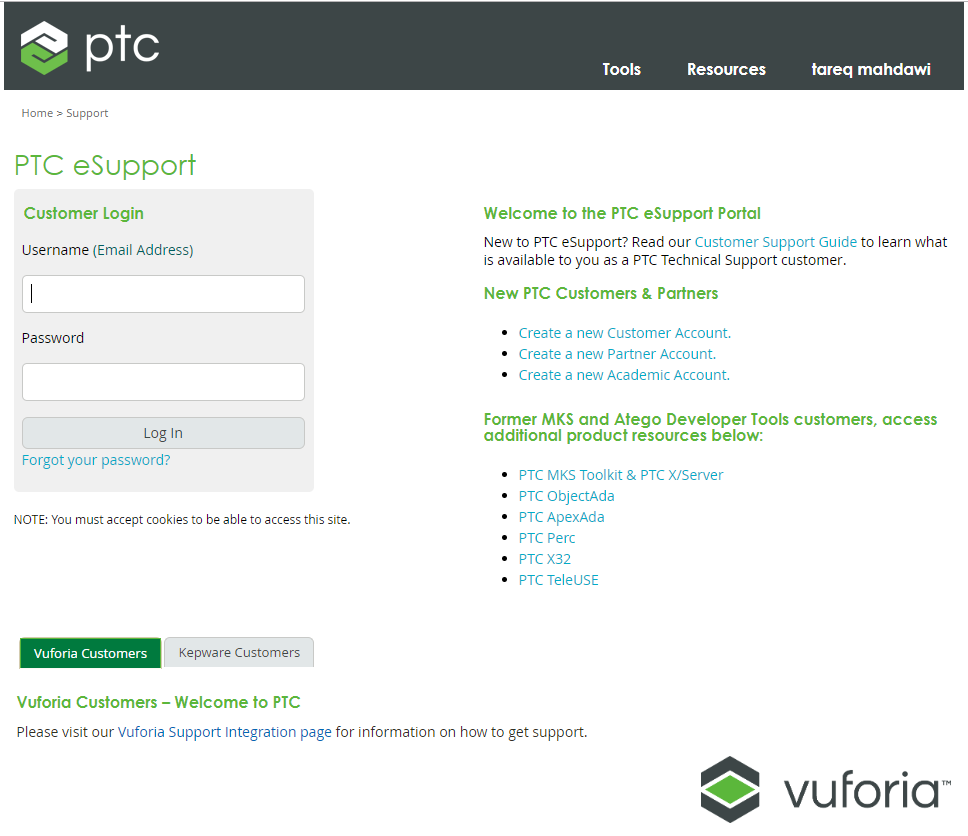 ptc
Tools Resources tareq mahdawi
Home > Support
PTC eSupport
Customer Login
Username (Email Address)
Password
Log In
Forgot your password?
NOTE: You must accept cookies to be able to access this site.
Welcome to the PTC eSupport Portal
New to PTC eSupport? Read our Customer Support Guide to learn what
is available to you as a PTC Technical Support customer.
New PTC Customers & Partners
Create a new Customer Account.
Create a new Partner Account.
Create a new Academic Account.
Former MKS and Atego Developer Tools customers, access
additional product resources below:
PTC MKS Toolkit & PTC X/Server
PTC ObjectAda
PTC ApexAda
PTC Perc
PTC X32
PTC TeleUSE
Vuforia Customers Kepware Customers
Vuforia Customers – Welcome to PTC
Please visit our Vuforia Support Integration page for information on how to get support.
vuforia™